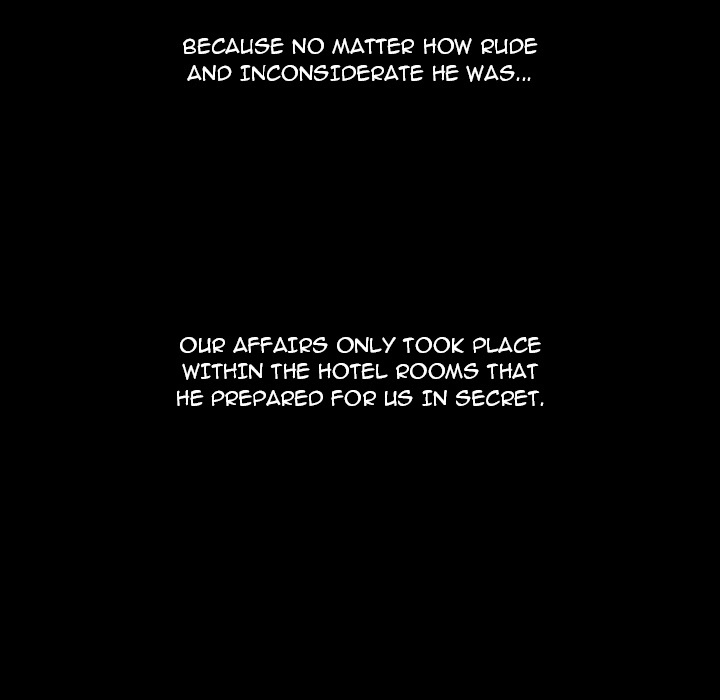 BECAUSE NO MATTER HOW RUDE
AND INCONSIDERATE HE WAS...
OUR AFFAIRS ONLY TOOK PLACE
WITHIN THE HOTEL ROOMS THAT
HE PREPARED FOR US IN SECRET.